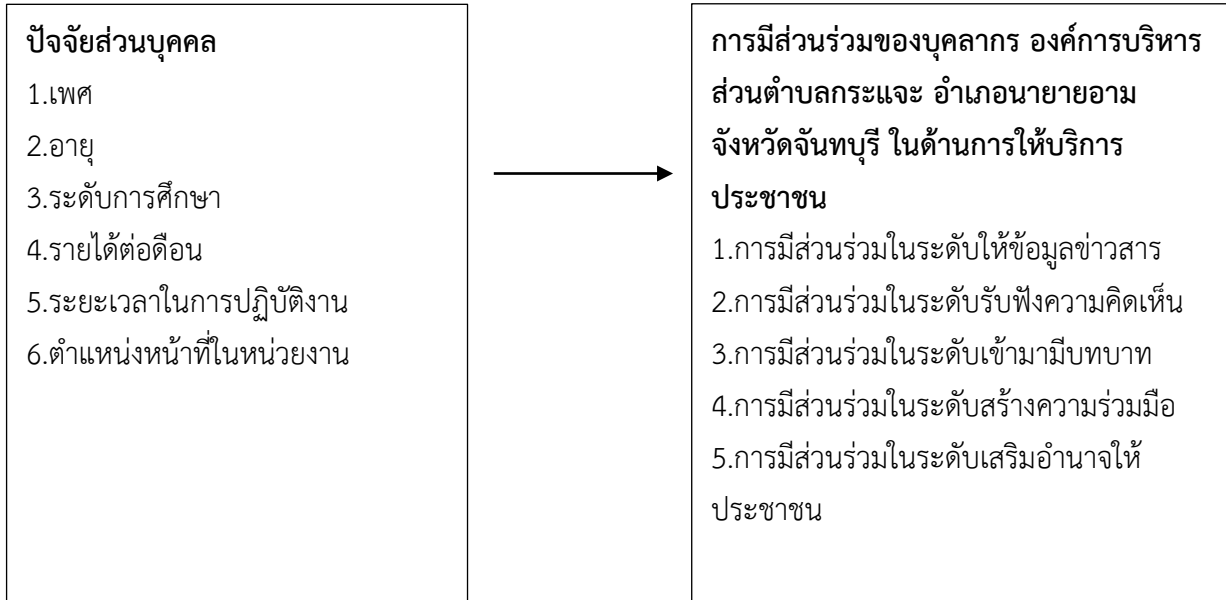 ปัจจัยส่วนบุคคล
1.เพศ
2.อายุ
3.ระดับการศึกษา
4.รายได้ต่อดือน
5.ระยะเวลาในการปฏิบัติงาน
6.ตำแหน่งหน้าที่ในหน่วยงาน
การมีส่วนร่วมของบุคลากร องค์การบริหาร
ส่วนตำบลกระแจะ อำเภอนายายอาม
จังหวัดจันทบุรี ในด้านการให้บริการ
ประชาชน
1.การมีส่วนร่วมในระดับให้ข้อมูลข่าวสาร
2.การมีส่วนร่วมในระดับรับฟังความคิดเห็น
3.การมีส่วนร่วมในระดับเข้ามามีบทบาท
4.การมีส่วนร่วมในระดับสร้างความร่วมมือ
5.การมีส่วนร่วมในระดับเสริมอำนาจให้
ประชาชน